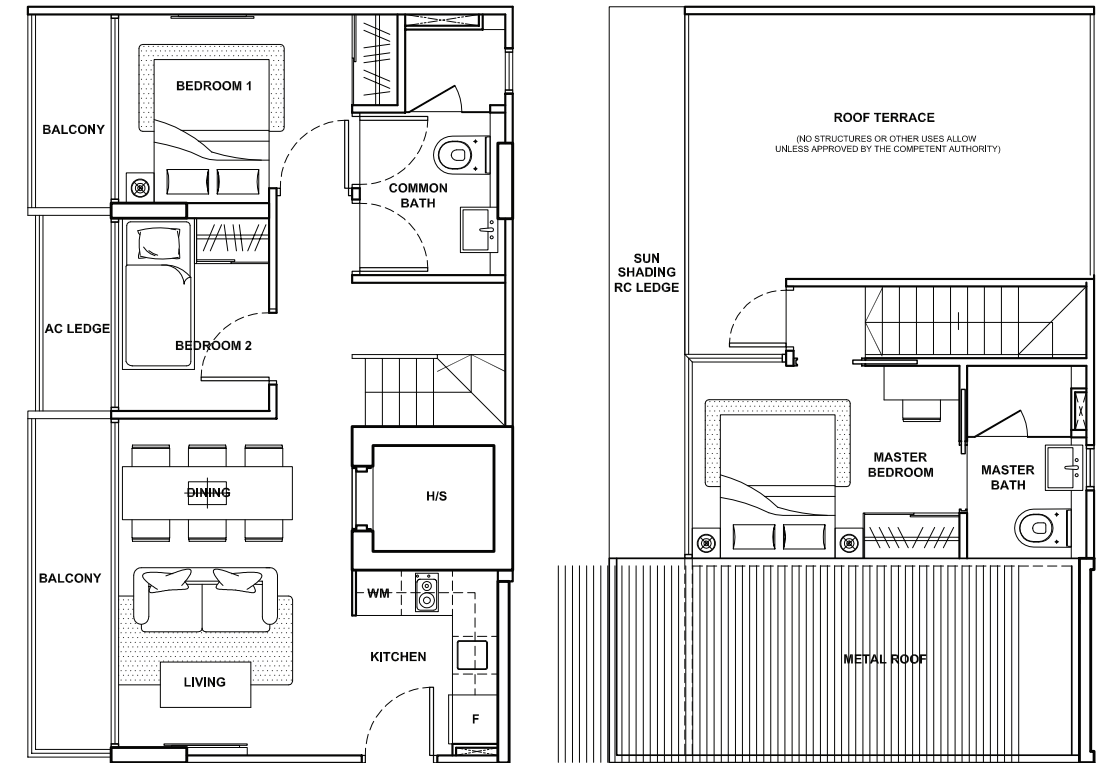 BEDROOM 1
BALCONY
COMMON
BATH
AC LEDGE
BEDROOM 2
DINING
H/S
BALCONY
WM
KITCHEN
LIVING
F
ROOF TERRACE
(NO STRUCTURES OR OTHER USES ALLOW
UNLESS APPROVED BY THE COMPETENT AUTHORITY)
SUN
SHADING
RC LEDGE
MASTER
BEDROOM
MASTER
BATH
METAL ROOF